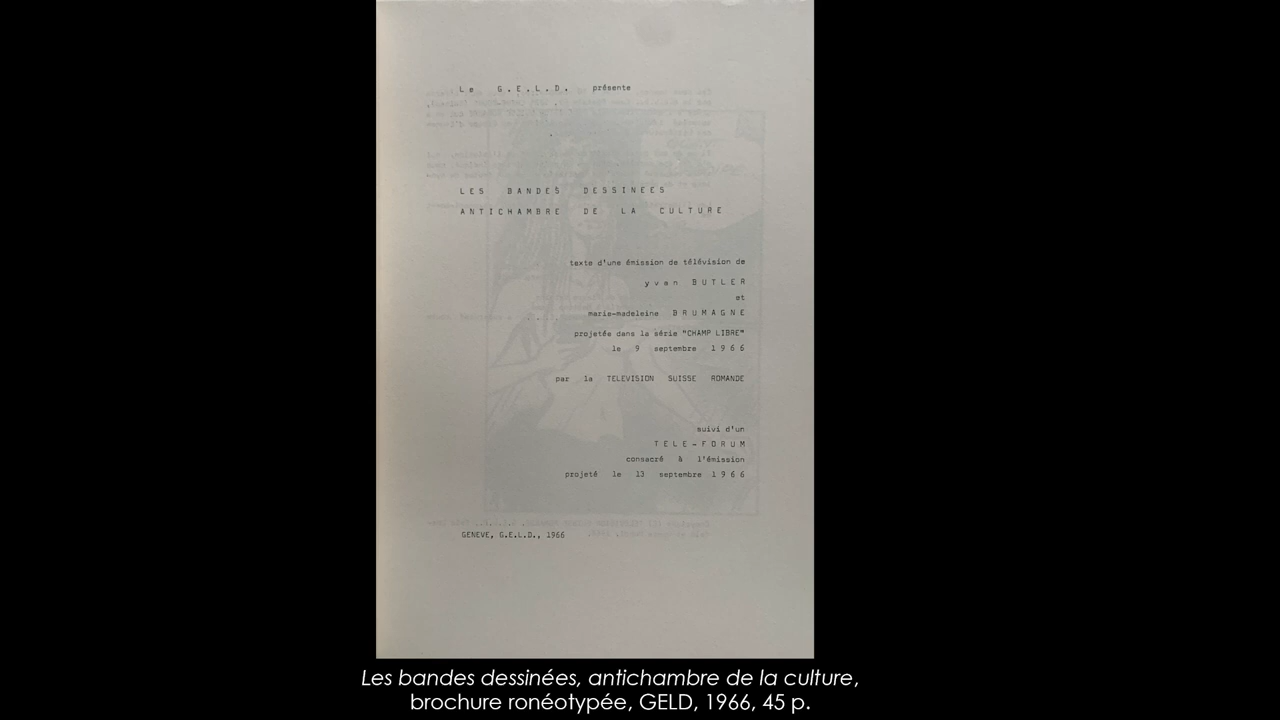 Le G.E.L.D. présente
LES BANDES DESSINEES
ANTICHAMBRE DE LA CULTURE
texte d'une émission de télévision de
yvan BUTLER
et
marie-madeleine BRUMAGNE
projetée dans la série "CHAMP LIBRE"
le 9 septembre 1966
par la TELEVISION SUISSE ROMANDE
suivi d'un
TELE-FORUM
consacré à l'émission
projeté le 13 septembre 1966
GENEVE, G.E.L.D., 1966
Les bandes dessinées, antichambre de la culture,
brochure ronéotypée, GELD, 1966, 45 p.